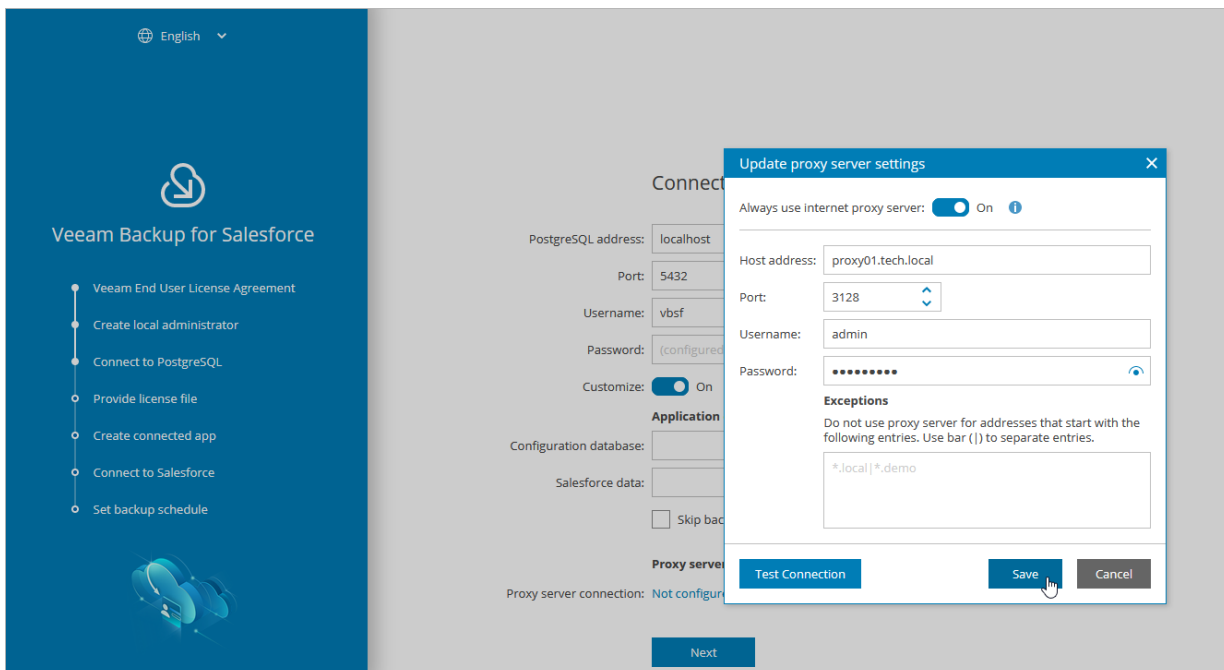 English
Veeam Backup for Salesforce
Veeam End User License Agreement
Create local administrator
Connect to PostgreSQL
Provide license file
Create connected app
Connect to Salesforce
Set backup schedule
Connect
PostgreSQL address: localhost
Port: 5432
Username: vbsf
Password: (configured
Customize: On
Application
Configuration database:
Salesforce data:
Skip bac
Proxy server
Proxy server connection: Not configur
Next
Update proxy server settings
Always use internet proxy server: On
Host address: proxy01.tech.local
Port: 3128
Username: admin
Password: •••••••••
Exceptions
Do not use proxy server for addresses that start with the
following entries. Use bar (|) to separate entries.
*.local|*.demo
Test Connection Save Cancel